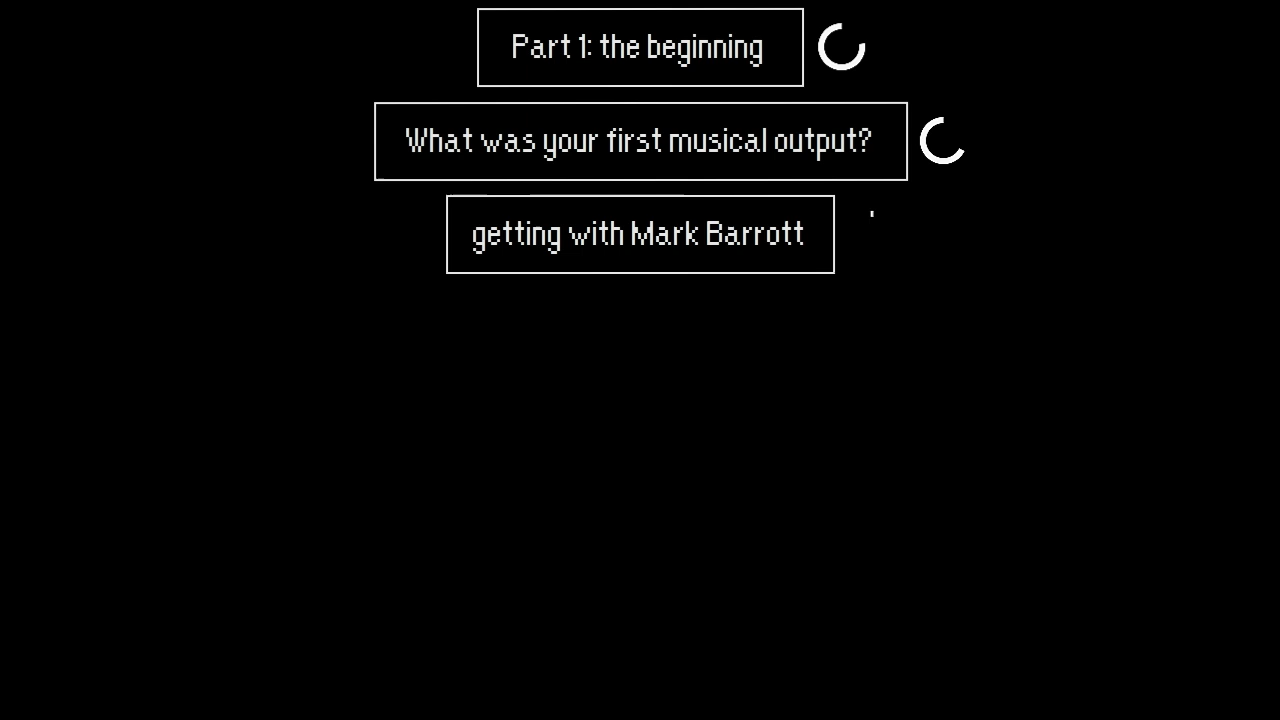 Part 1: the beginning
What was your first musical output?
getting with Mark Barrott